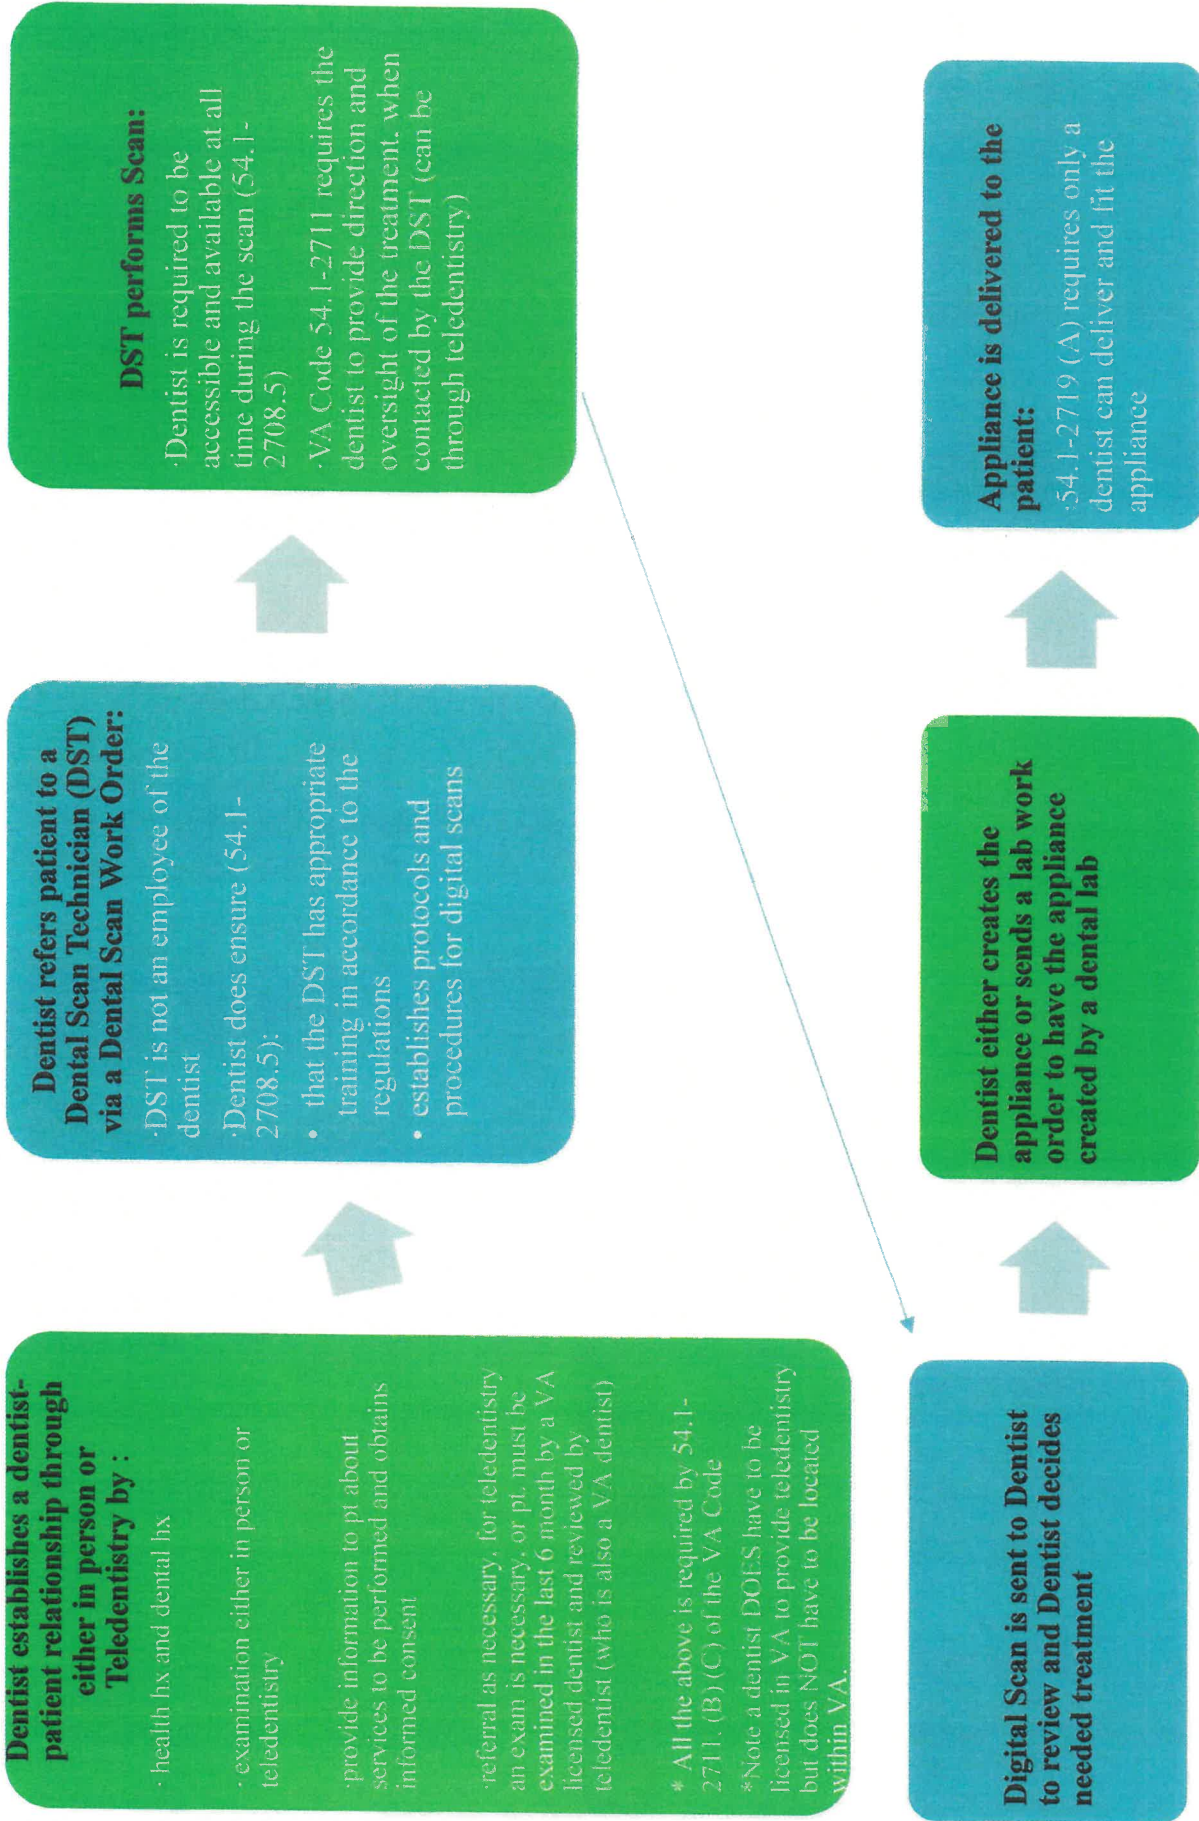 Dentist establishes a dentist-
patient relationship through
either in person or
Teledentistry by :
· health hx and dental hx
· examination either in person or
teledentistry
provide information to pt about
services to be performed and obtains
informed consent
referral as necessary, for teledentistry
an exam is necessary, or pt. must be
examined in the last 6 month by a VA
licensed dentist and reviewed by
teledentist (who is also a VA dentist)
* All the above is required by 54.1-
2711. (B) (C) of the VA Code
*Note a dentist DOES have to be
licensed in VA to provide teledentistry
but does NOT have to be located
within VA.
Dentist refers patient to a
Dental Scan Technician (DST)
via a Dental Scan Work Order:
·DST is not an employee of the
dentist
·Dentist does ensure (54.1-
2708.5):
• that the DST has appropriate
training in accordance to the
regulations
• establishes protocols and
procedures for digital scans
DST performs Scan:
·Dentist is required to be
accessible and available at all
time during the scan (54.1-
2708.5)
·VA Code 54.1-2711 requires the
dentist to provide direction and
oversight of the treatment, when
contacted by the DST (can be
through teledentistry)
Digital Scan is sent to Dentist
to review and Dentist decides
needed treatment
Dentist either creates the
appliance or sends a lab work
order to have the appliance
created by a dental lab
Appliance is delivered to the
patient:
:54.1-2719 (A) requires only a
dentist can deliver and fit the
appliance